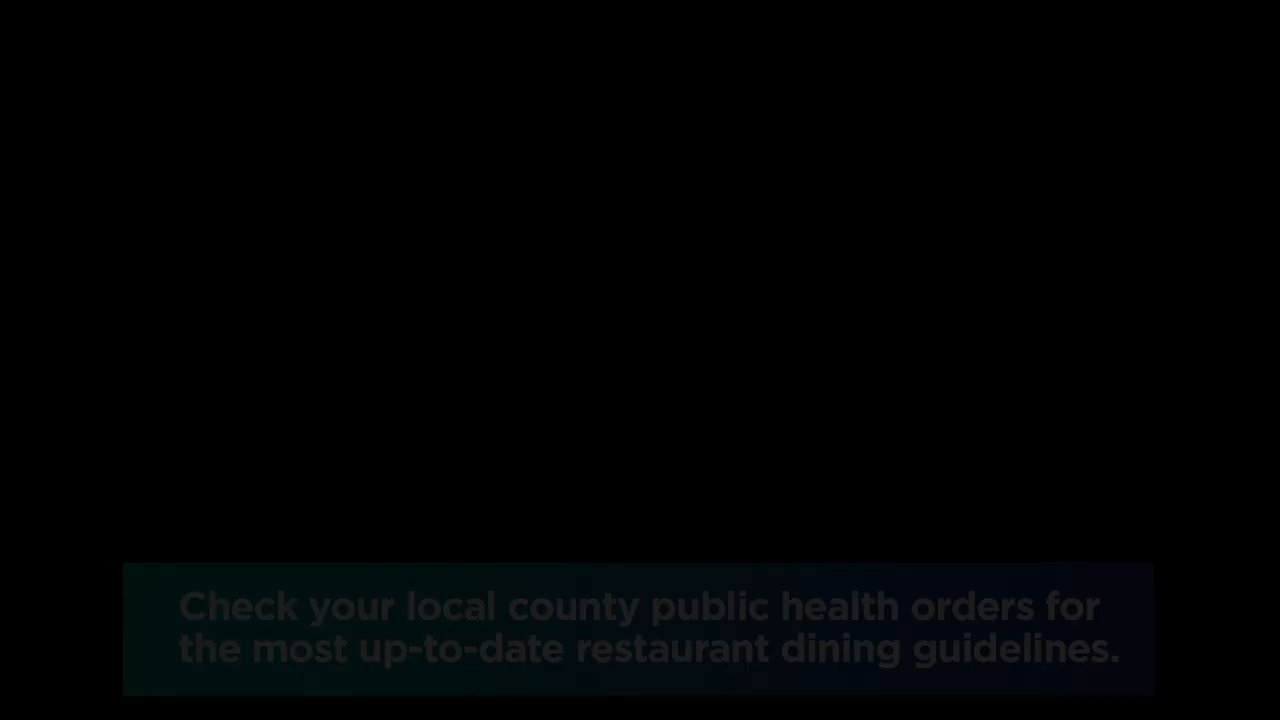 Check your local county public health orders for
the most up-to-date restaurant dining guidelines.